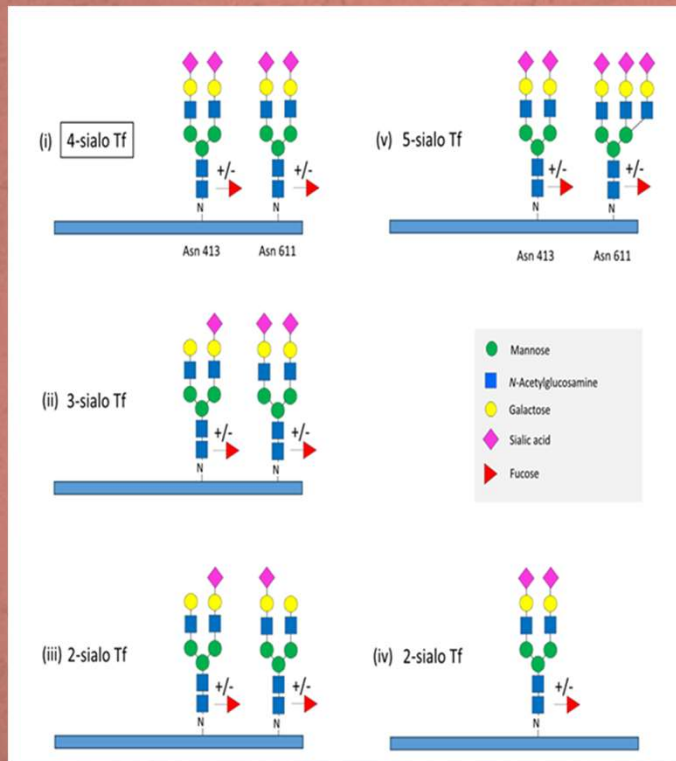 (i) 4-sialo Tf
+/-
+/-
N
N
Asn 413
Asn 611
(v) 5-sialo Tf
+/-
+/-
N
N
Asn 413
Asn 611
(ii) 3-sialo Tf
+/-
+/-
N
N
Mannose
N-Acetylglucosamine
Galactose
Sialic acid
Fucose
(iii) 2-sialo Tf
+/-
+/-
N
N
(iv) 2-sialo Tf
+/-
N